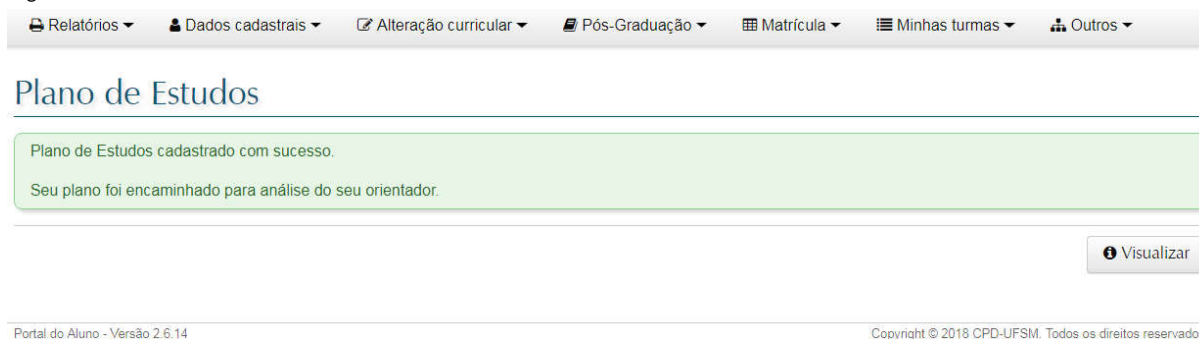 Relatórios Dados cadastrais Alteração curricular Pós-Graduação Matrícula Minhas turmas Outros
Plano de Estudos
Plano de Estudos cadastrado com sucesso.
Seu plano foi encaminhado para análise do seu orientador.
Visualizar
Portal do Aluno - Versão 2.6.14 Copyright © 2018 CPD-UFSM. Todos os direitos reservado